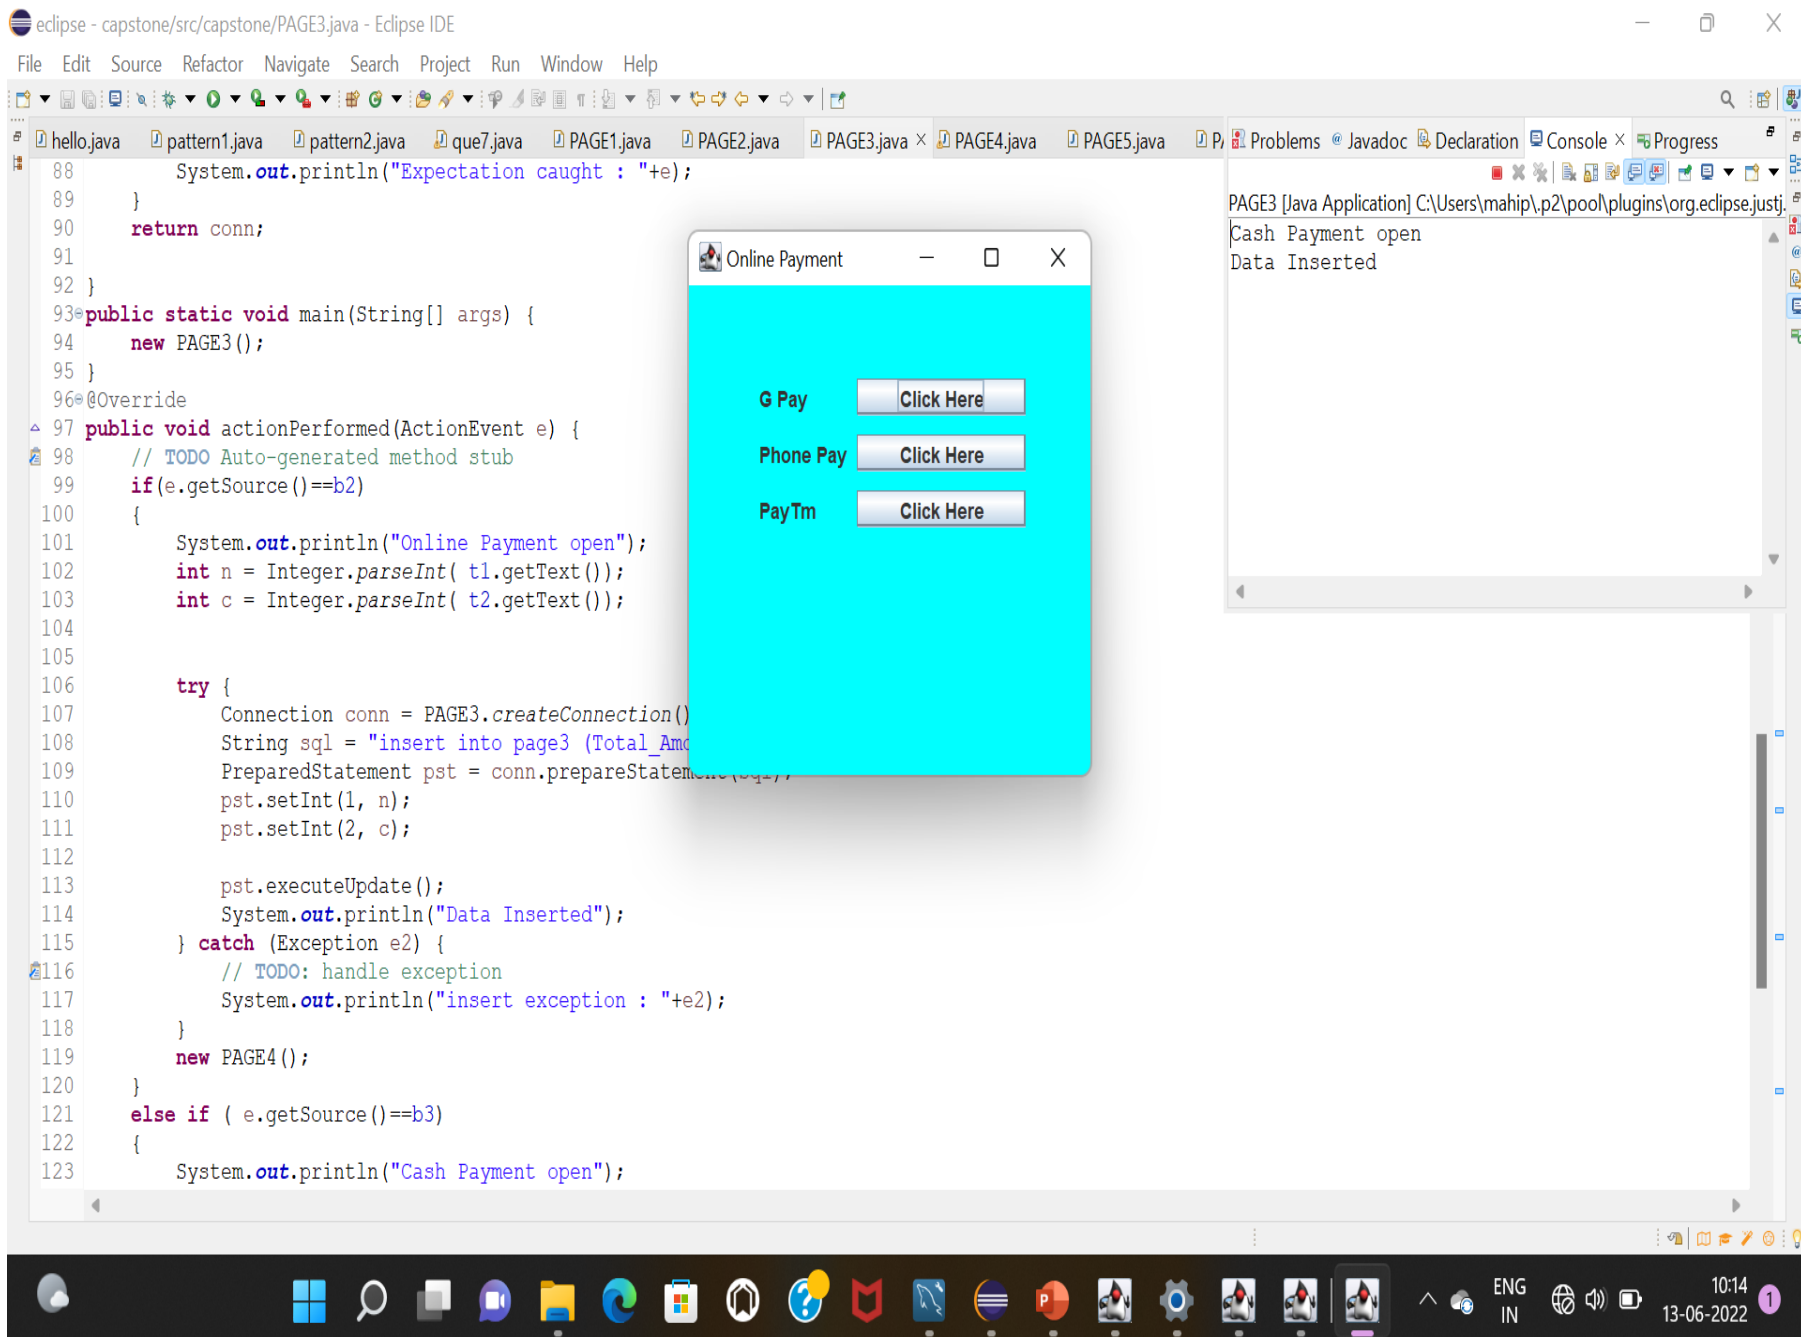 eclipse - capstone/src/capstone/PAGE3.java - Eclipse IDE
File Edit Source Refactor Navigate Search Project Run Window Help
hello.java pattern1.java pattern2.java que7.java PAGE1.java PAGE2.java PAGE3.java PAGE4.java PAGE5.java
Problems Javadoc Declaration Console Progress
PAGE3 [Java Application] C:\Users\mahip\.p2\pool\plugins\org.eclipse.justj.
Cash Payment open
Data Inserted
88 System.out.println("Expectation caught : "+e);
89 }
90 return conn;
91
92 }
93 public static void main(String[] args) {
94 new PAGE3();
95 }
96 @Override
97 public void actionPerformed(ActionEvent e) {
98 // TODO Auto-generated method stub
99 if(e.getSource()==b2)
100 {
101 System.out.println("Online Payment open");
102 int n = Integer.parseInt( t1.getText());
103 int c = Integer.parseInt( t2.getText());
104
105
106 try {
107 Connection conn = PAGE3.createConnection()
108 String sql = "insert into page3 (Total_Amo
109 PreparedStatement pst = conn.prepareStatement(sql);
110 pst.setInt(1, n);
111 pst.setInt(2, c);
112
113 pst.executeUpdate();
114 System.out.println("Data Inserted");
115 } catch (Exception e2) {
116 // TODO: handle exception
117 System.out.println("insert exception : "+e2);
118 }
119 new PAGE4();
120 }
121 else if ( e.getSource()==b3)
122 {
123 System.out.println("Cash Payment open");
Online Payment
G Pay Click Here
Phone Pay Click Here
PayTm Click Here
ENG
IN
10:14
13-06-2022
1